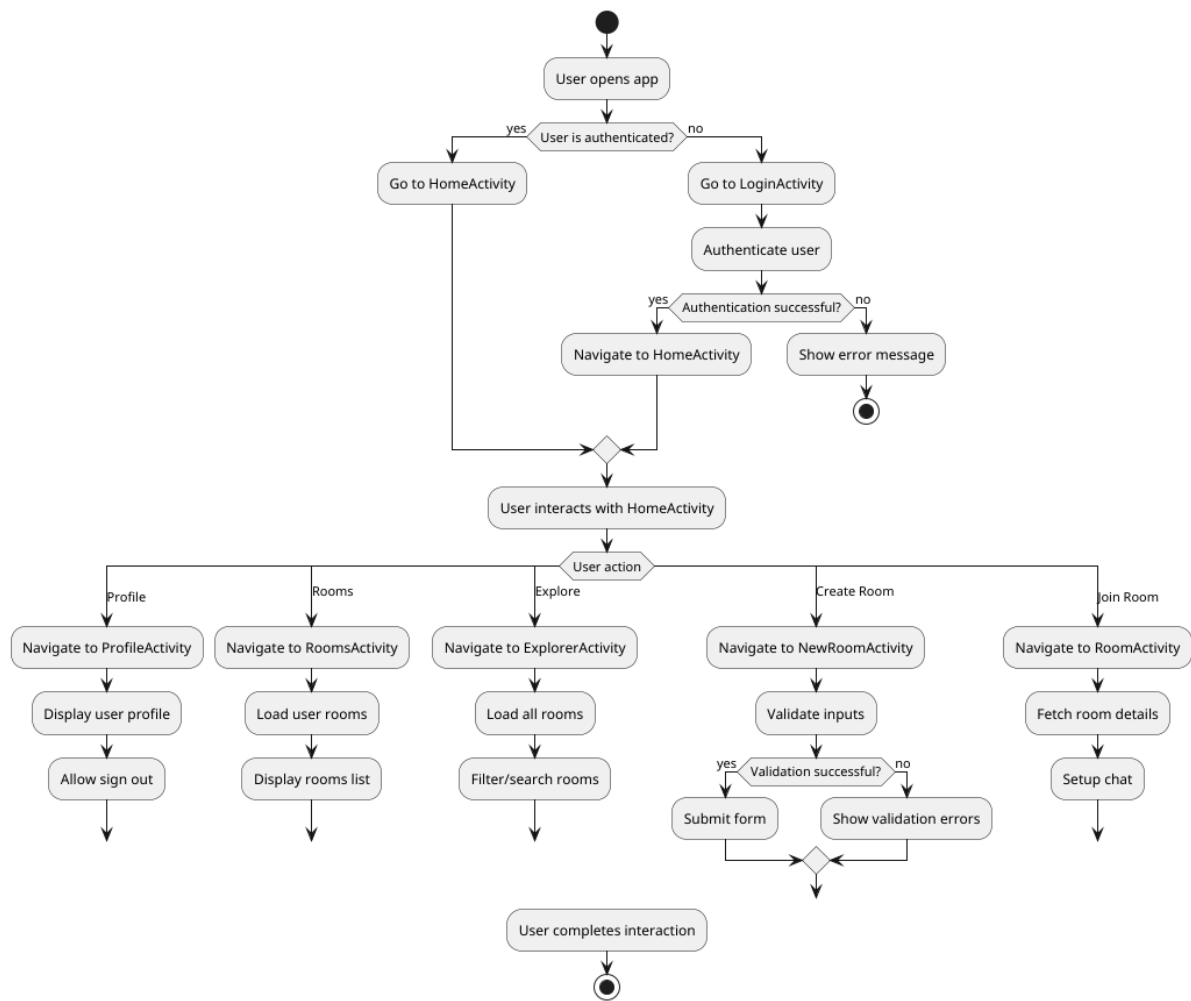 User opens app
yes
User is authenticated?
no
Go to HomeActivity
Go to LoginActivity
Authenticate user
yes
Authentication successful?
no
Navigate to HomeActivity
Show error message
User interacts with HomeActivity
User action
Profile
Rooms
Explore
Create Room
Join Room
Navigate to ProfileActivity
Navigate to RoomsActivity
Navigate to ExplorerActivity
Navigate to NewRoomActivity
Navigate to RoomActivity
Display user profile
Load user rooms
Load all rooms
Validate inputs
Fetch room details
Allow sign out
Display rooms list
Filter/search rooms
yes
Validation successful?
no
Setup chat
Submit form
Show validation errors
User completes interaction